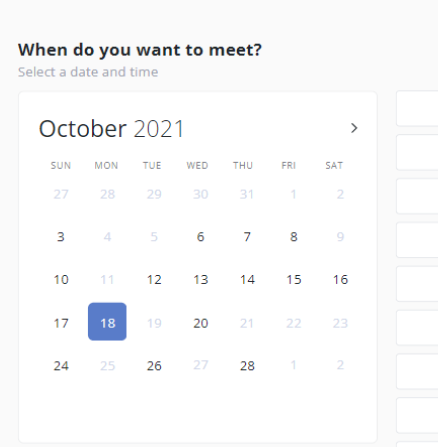 When do you want to meet?
Select a date and time
October 2021
SUN MON TUE WED THU FRI SAT
27 28 29 30 31 1 2
3 4 5 6 7 8 9
10 11 12 13 14 15 16
17 18 19 20 21 22 23
24 25 26 27 28 1 2